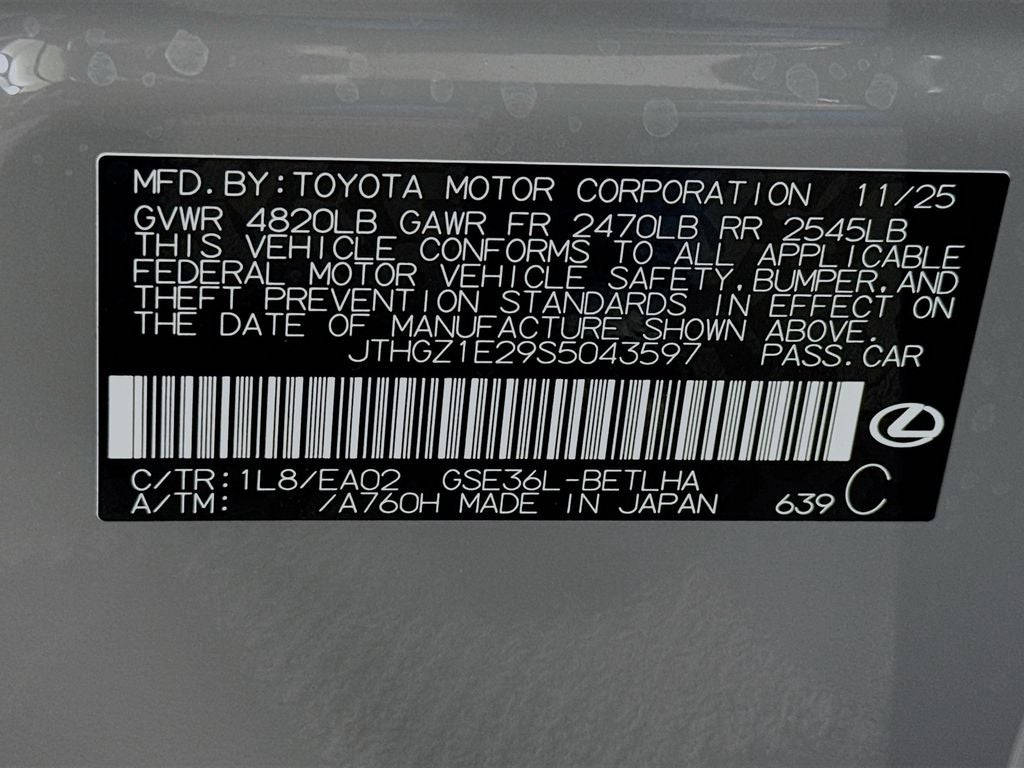 MFD.BY:TOYOTA MOTOR CORPORATION 11/25
GVWR 4820LB GAWR FR 2470LB RR 2545LB
THIS VEHICLE CONFORMS TO ALL APPLICABLE
FEDERAL MOTOR VEHICLE SAFETY,BUMPER,AND
THEFT PREVENTION STANDARDS IN EFFECT ON
THE DATE OF MANUFACTURE SHOWN ABOVE.
JTHGZ1E29S5043597 PASS.CAR
C/TR:1L8/EA02 GSE36L-BETLHA
A/TM: /A760H MADE IN JAPAN 639 C